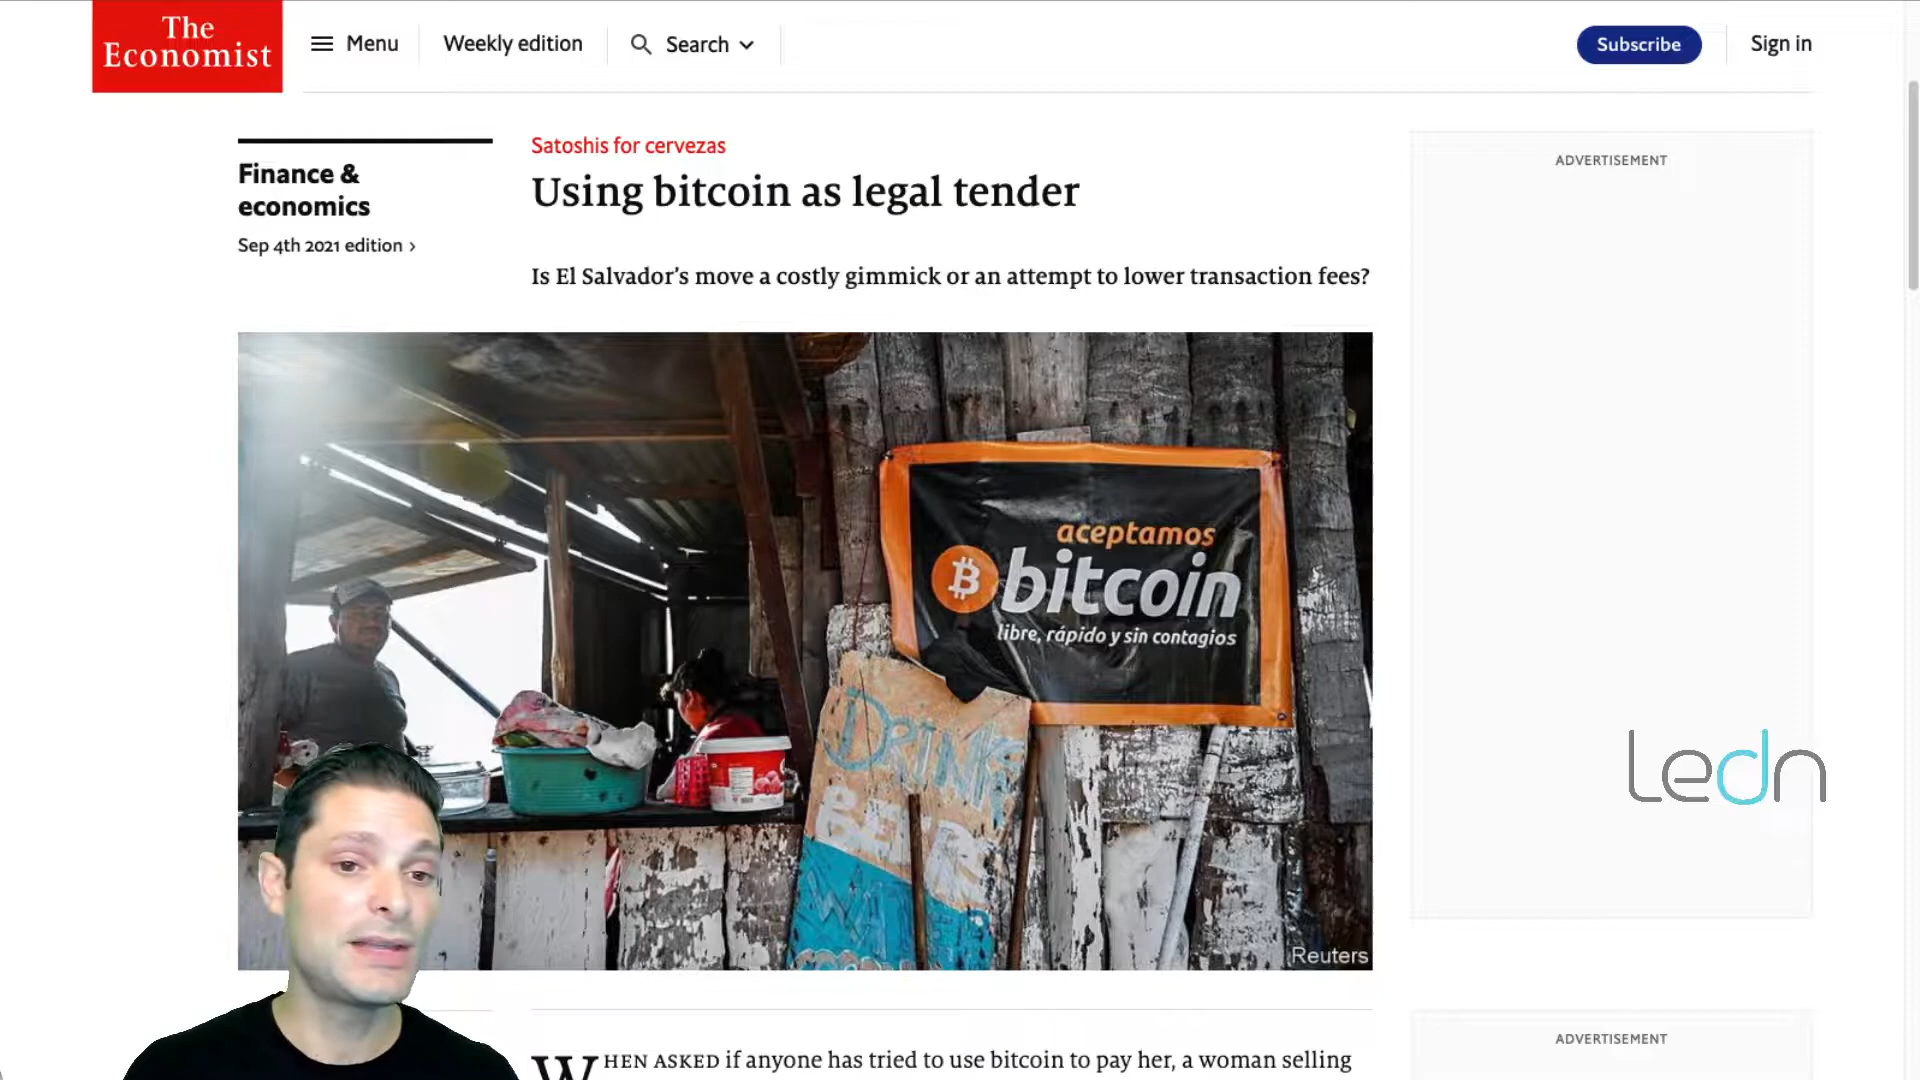 The
Economist
Menu
Weekly edition
Search
Subscribe
Sign in
Finance &
economics
Sep 4th 2021 edition ›
Satoshis for cervezas
Using bitcoin as legal tender
Is El Salvador's move a costly gimmick or an attempt to lower transaction fees?
ADVERTISEMENT
aceptamos
bitcoin
libre, rápido y sin contagios
DRINK
BEER
Reuters
ledn
WHEN ASKED if anyone has tried to use bitcoin to pay her, a woman selling
ADVERTISEMENT